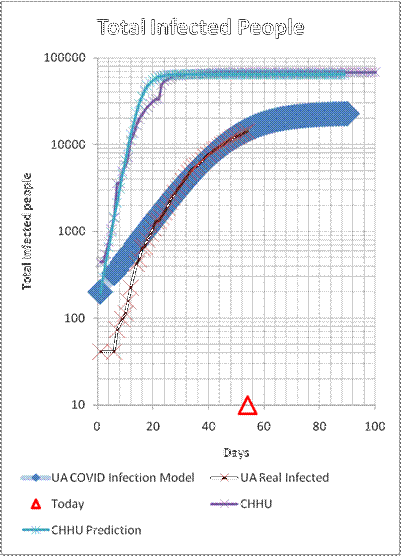 Total Infected People
100000
10000
1000
100
10
Total infected people
0 20 40 60 80 100
Days
UA COVID Infection Model UA Real Infected
Today CHHU
CHHU Prediction